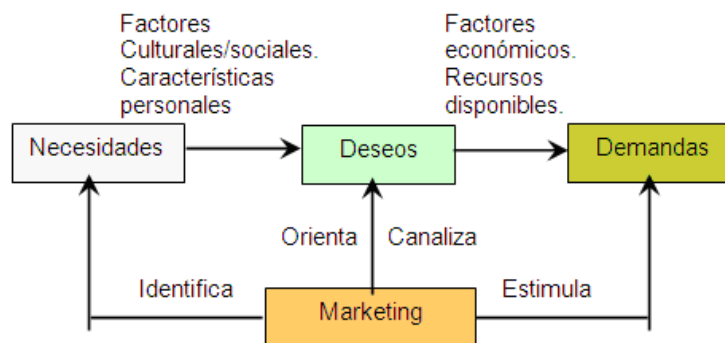 Factores
Culturales/sociales.
Características
personales
Factores
económicos.
Recursos
disponibles.
Necesidades
Deseos
Demandas
Orienta
Canaliza
Identifica
Estimula
Marketing